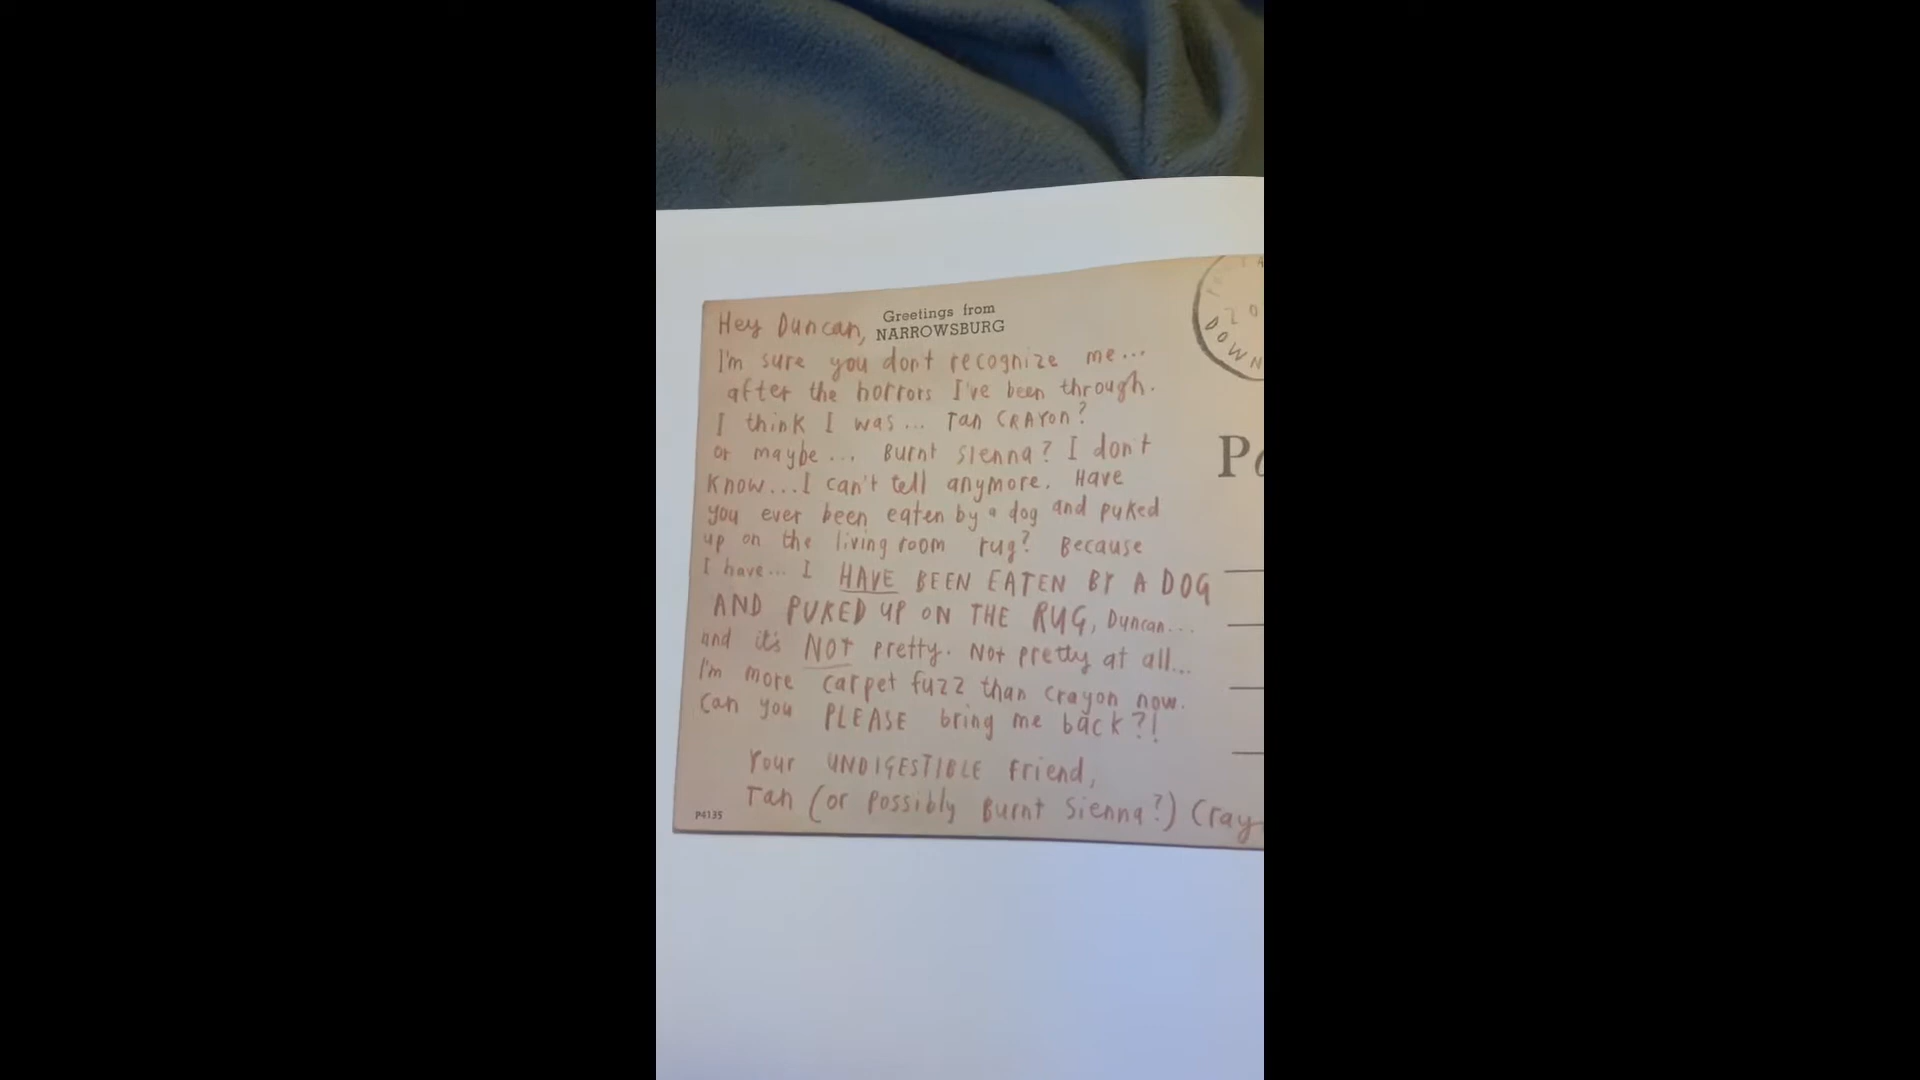 Greetings from
NARROWSBURG
Hey Duncan,
I'm sure you don't recognize me...
after the horrors I've been through.
I think I was... Tan CRAYon?
or maybe... Burnt Sienna? I don't
know...I can't tell anymore. Have
you ever been eaten by a dog and puked
up on the living room rug? Because
I have... I HAVE BEEN EATEN BY A DOG
AND PUKED UP ON THE RUG, Duncan...
and it's NOT pretty. Not pretty at all...
I'm more carpet fuzz than crayon now.
Can you PLEASE bring me back?!
Your UNDIGESTIBLE friend,
Tan (or possibly Burnt Sienna?) Cray
P4135
Po